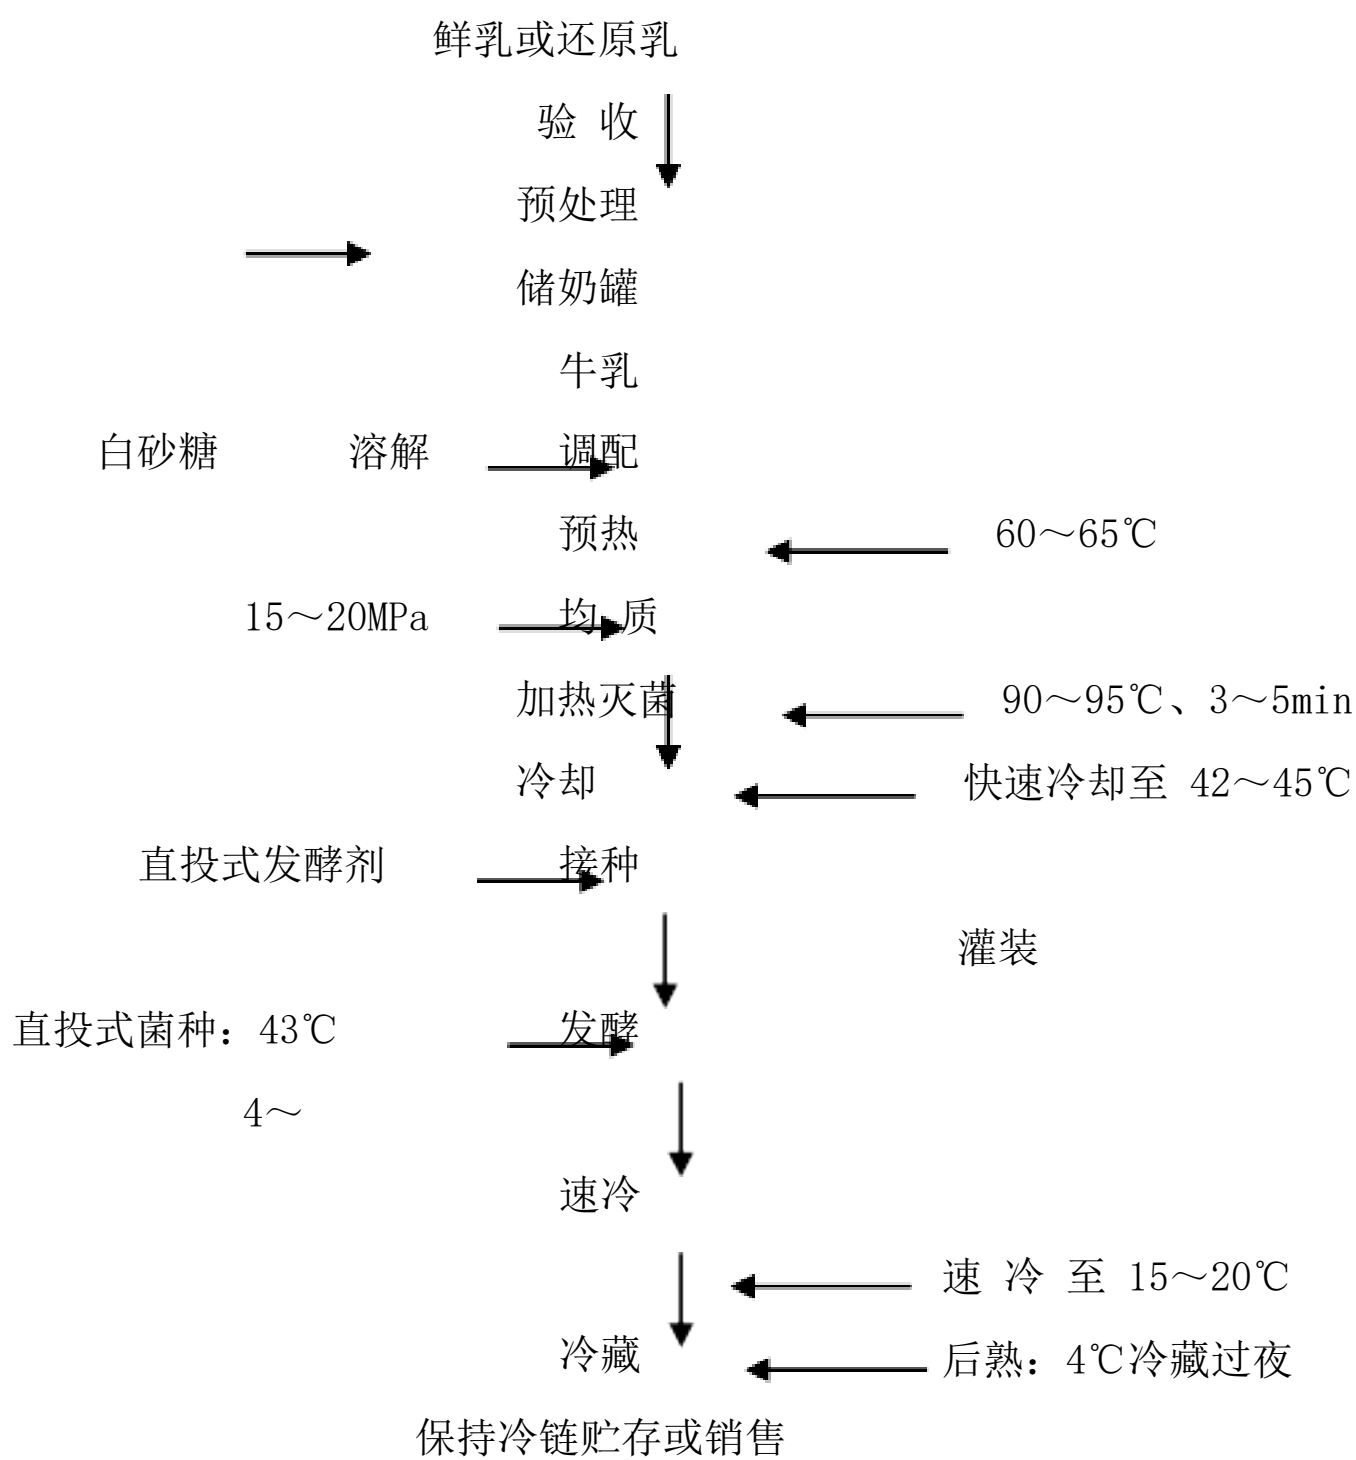 鲜乳或还原乳
验 收
预处理
储奶罐
牛乳
白砂糖 溶解 调配
预热 60～65℃
15～20MPa 均 质
加热灭菌 90～95℃、3～5min
冷却 快速冷却至 42～45℃
直投式发酵剂 接种
灌装
直投式菌种：43℃ 发酵
4～
速冷
速 冷 至 15～20℃
冷藏 后熟：4℃冷藏过夜
保持冷链贮存或销售